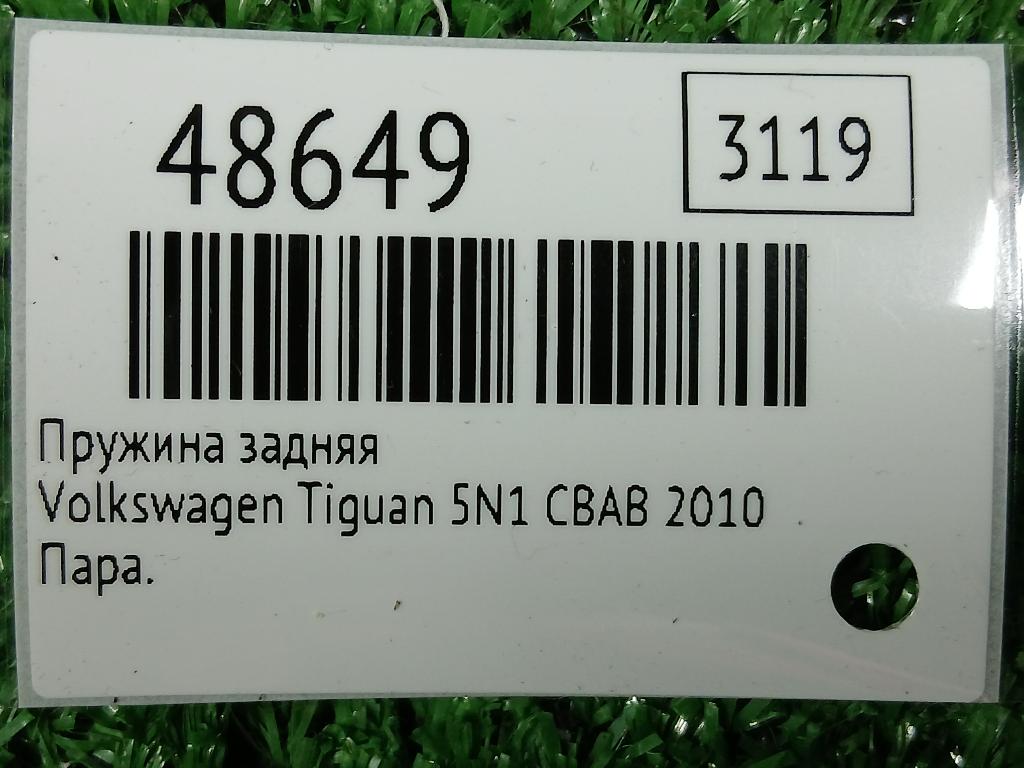 48649
3119
Пружина задняя
Volkswagen Tiguan 5N1 CBAB 2010
Пара.